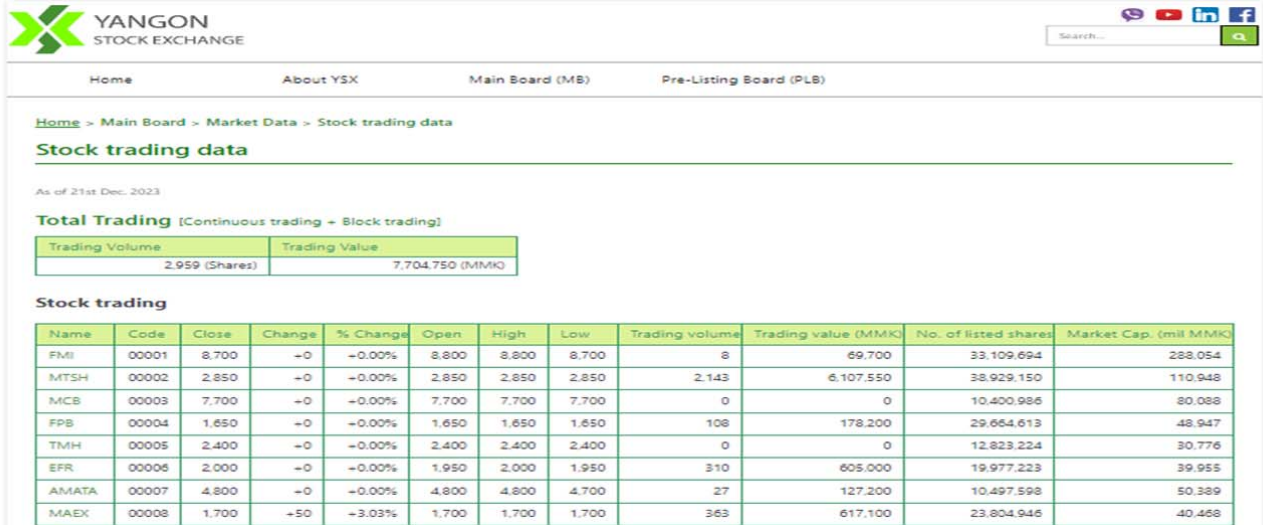 YANGON
STOCK EXCHANGE
Search...
Home About YSX Main Board (MB) Pre-Listing Board (PLB)
Home > Main Board > Market Data > Stock trading data
Stock trading data
As of 21st Dec. 2023
Total Trading [Continuous trading + Block trading]
Trading Volume Trading Value
2,959 (Shares) 7,704,750 (MMK)
Stock trading
Name Code Close Change % Change Open High Low Trading volume Trading value (MMK) No. of listed shares Market Cap. (mil MMK)
FMI 00001 8,700 +0 +0.00% 8,800 8,800 8,700 8 69,700 33,109,694 288,054
MTSH 00002 2,850 +0 +0.00% 2,850 2,850 2,850 2,143 6,107,550 38,929,150 110,948
MCB 00003 7,700 +0 +0.00% 7,700 7,700 7,700 0 0 10,400,986 80,088
FPB 00004 1,650 +0 +0.00% 1,650 1,650 1,650 108 178,200 29,664,613 48,947
TMH 00005 2,400 +0 +0.00% 2,400 2,400 2,400 0 0 12,823,224 30,776
EFR 00006 2,000 +0 +0.00% 1,950 2,000 1,950 310 605,000 19,977,223 39,955
AMATA 00007 4,800 +0 +0.00% 4,800 4,800 4,700 27 127,200 10,497,598 50,389
MAEX 00008 1,700 +50 +3.03% 1,700 1,700 1,700 363 617,100 23,804,946 40,468